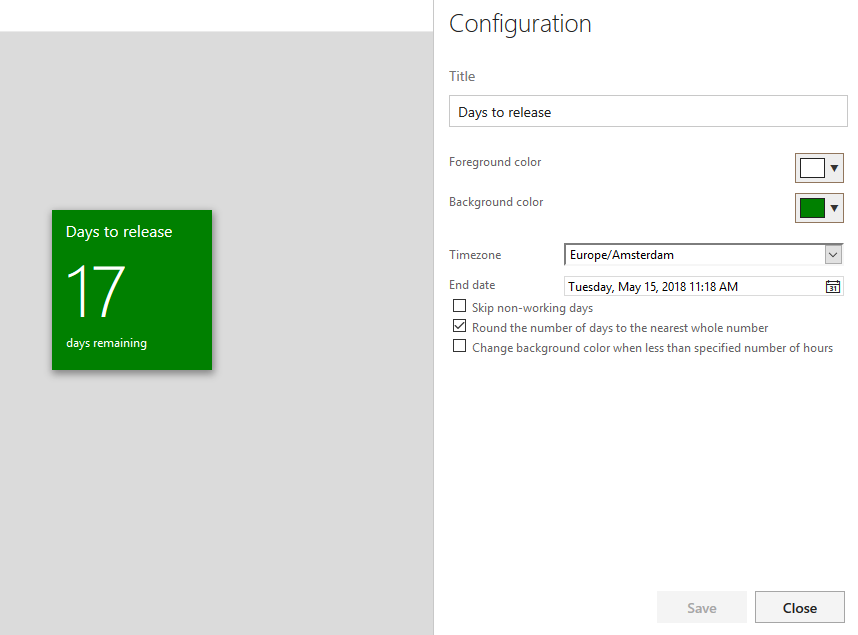 Configuration
Title
Days to release
Foreground color
Background color
Timezone
Europe/Amsterdam
End date
Tuesday, May 15, 2018 11:18 AM
31
Skip non-working days
Round the number of days to the nearest whole number
Change background color when less than specified number of hours
Save
Close
Days to release
17
days remaining